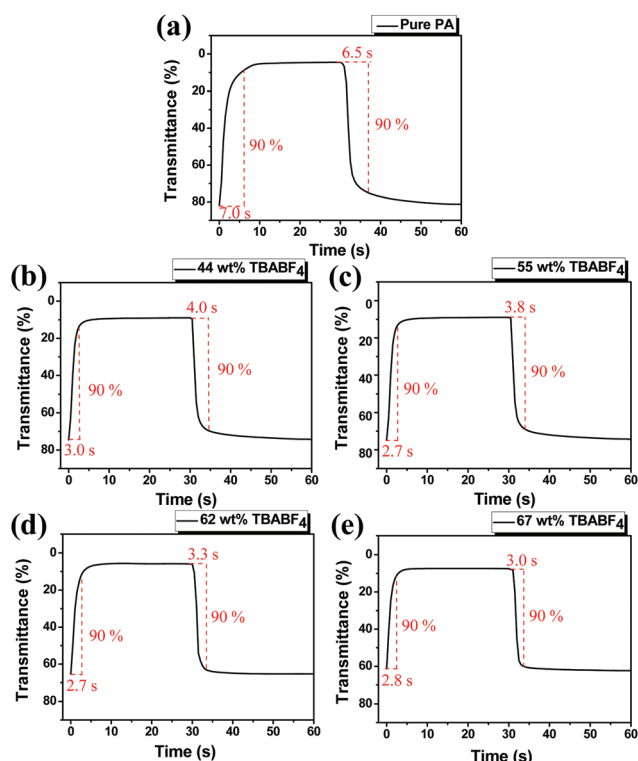 (a)
Pure PA
Transmittance (%)
0
20
40
60
80
6.5 s
90 %
90 %
7.0 s
0 10 20 30 40 50 60
Time (s)
(b)
44 wt% TBABF4
Transmittance (%)
0
20
40
60
80
4.0 s
90 %
90 %
3.0 s
0 10 20 30 40 50 60
Time (s)
(c)
55 wt% TBABF4
Transmittance (%)
0
20
40
60
80
3.8 s
90 %
90 %
2.7 s
0 10 20 30 40 50 60
Time (s)
(d)
62 wt% TBABF4
Transmittance (%)
0
20
40
60
80
3.3 s
90 %
90 %
2.7 s
0 10 20 30 40 50 60
Time (s)
(e)
67 wt% TBABF4
Transmittance (%)
0
20
40
60
80
3.0 s
90 %
90 %
2.8 s
0 10 20 30 40 50 60
Time (s)